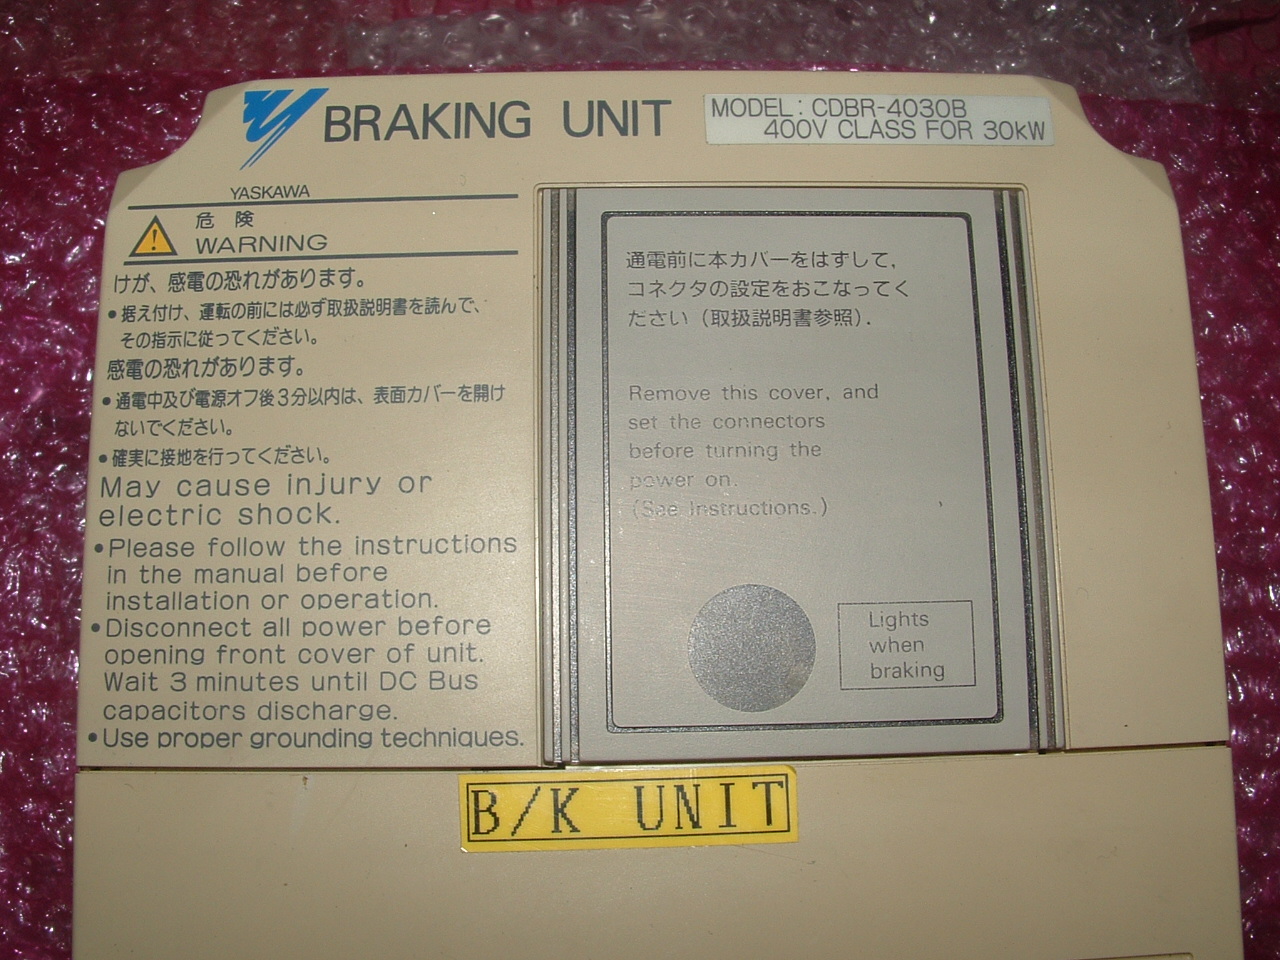 BRAKING UNIT
MODEL: CDBR-4030B
400V CLASS FOR 30kW
YASKAWA
危険
WARNING
けが、感電の恐れがあります。
•据え付け、運転の前には必ず取扱説明書を読んで、
その指示に従ってください。
感電の恐れがあります。
•通電中及び電源オフ後3分以内は、表面カバーを開け
ないでください。
•確実に接地を行ってください。
May cause injury or
electric shock.
•Please follow the instructions
in the manual before
installation or operation.
•Disconnect all power before
opening front cover of unit.
Wait 3 minutes until DC Bus
capacitors discharge.
•Use proper grounding techniques.
通電前に本カバーをはずして,
コネクタの設定をおこなってく
ださい(取扱説明書参照).
Remove this cover, and
set the connectors
before turning the
power on.
(See Instructions.)
Lights
when
braking
B/K UNIT